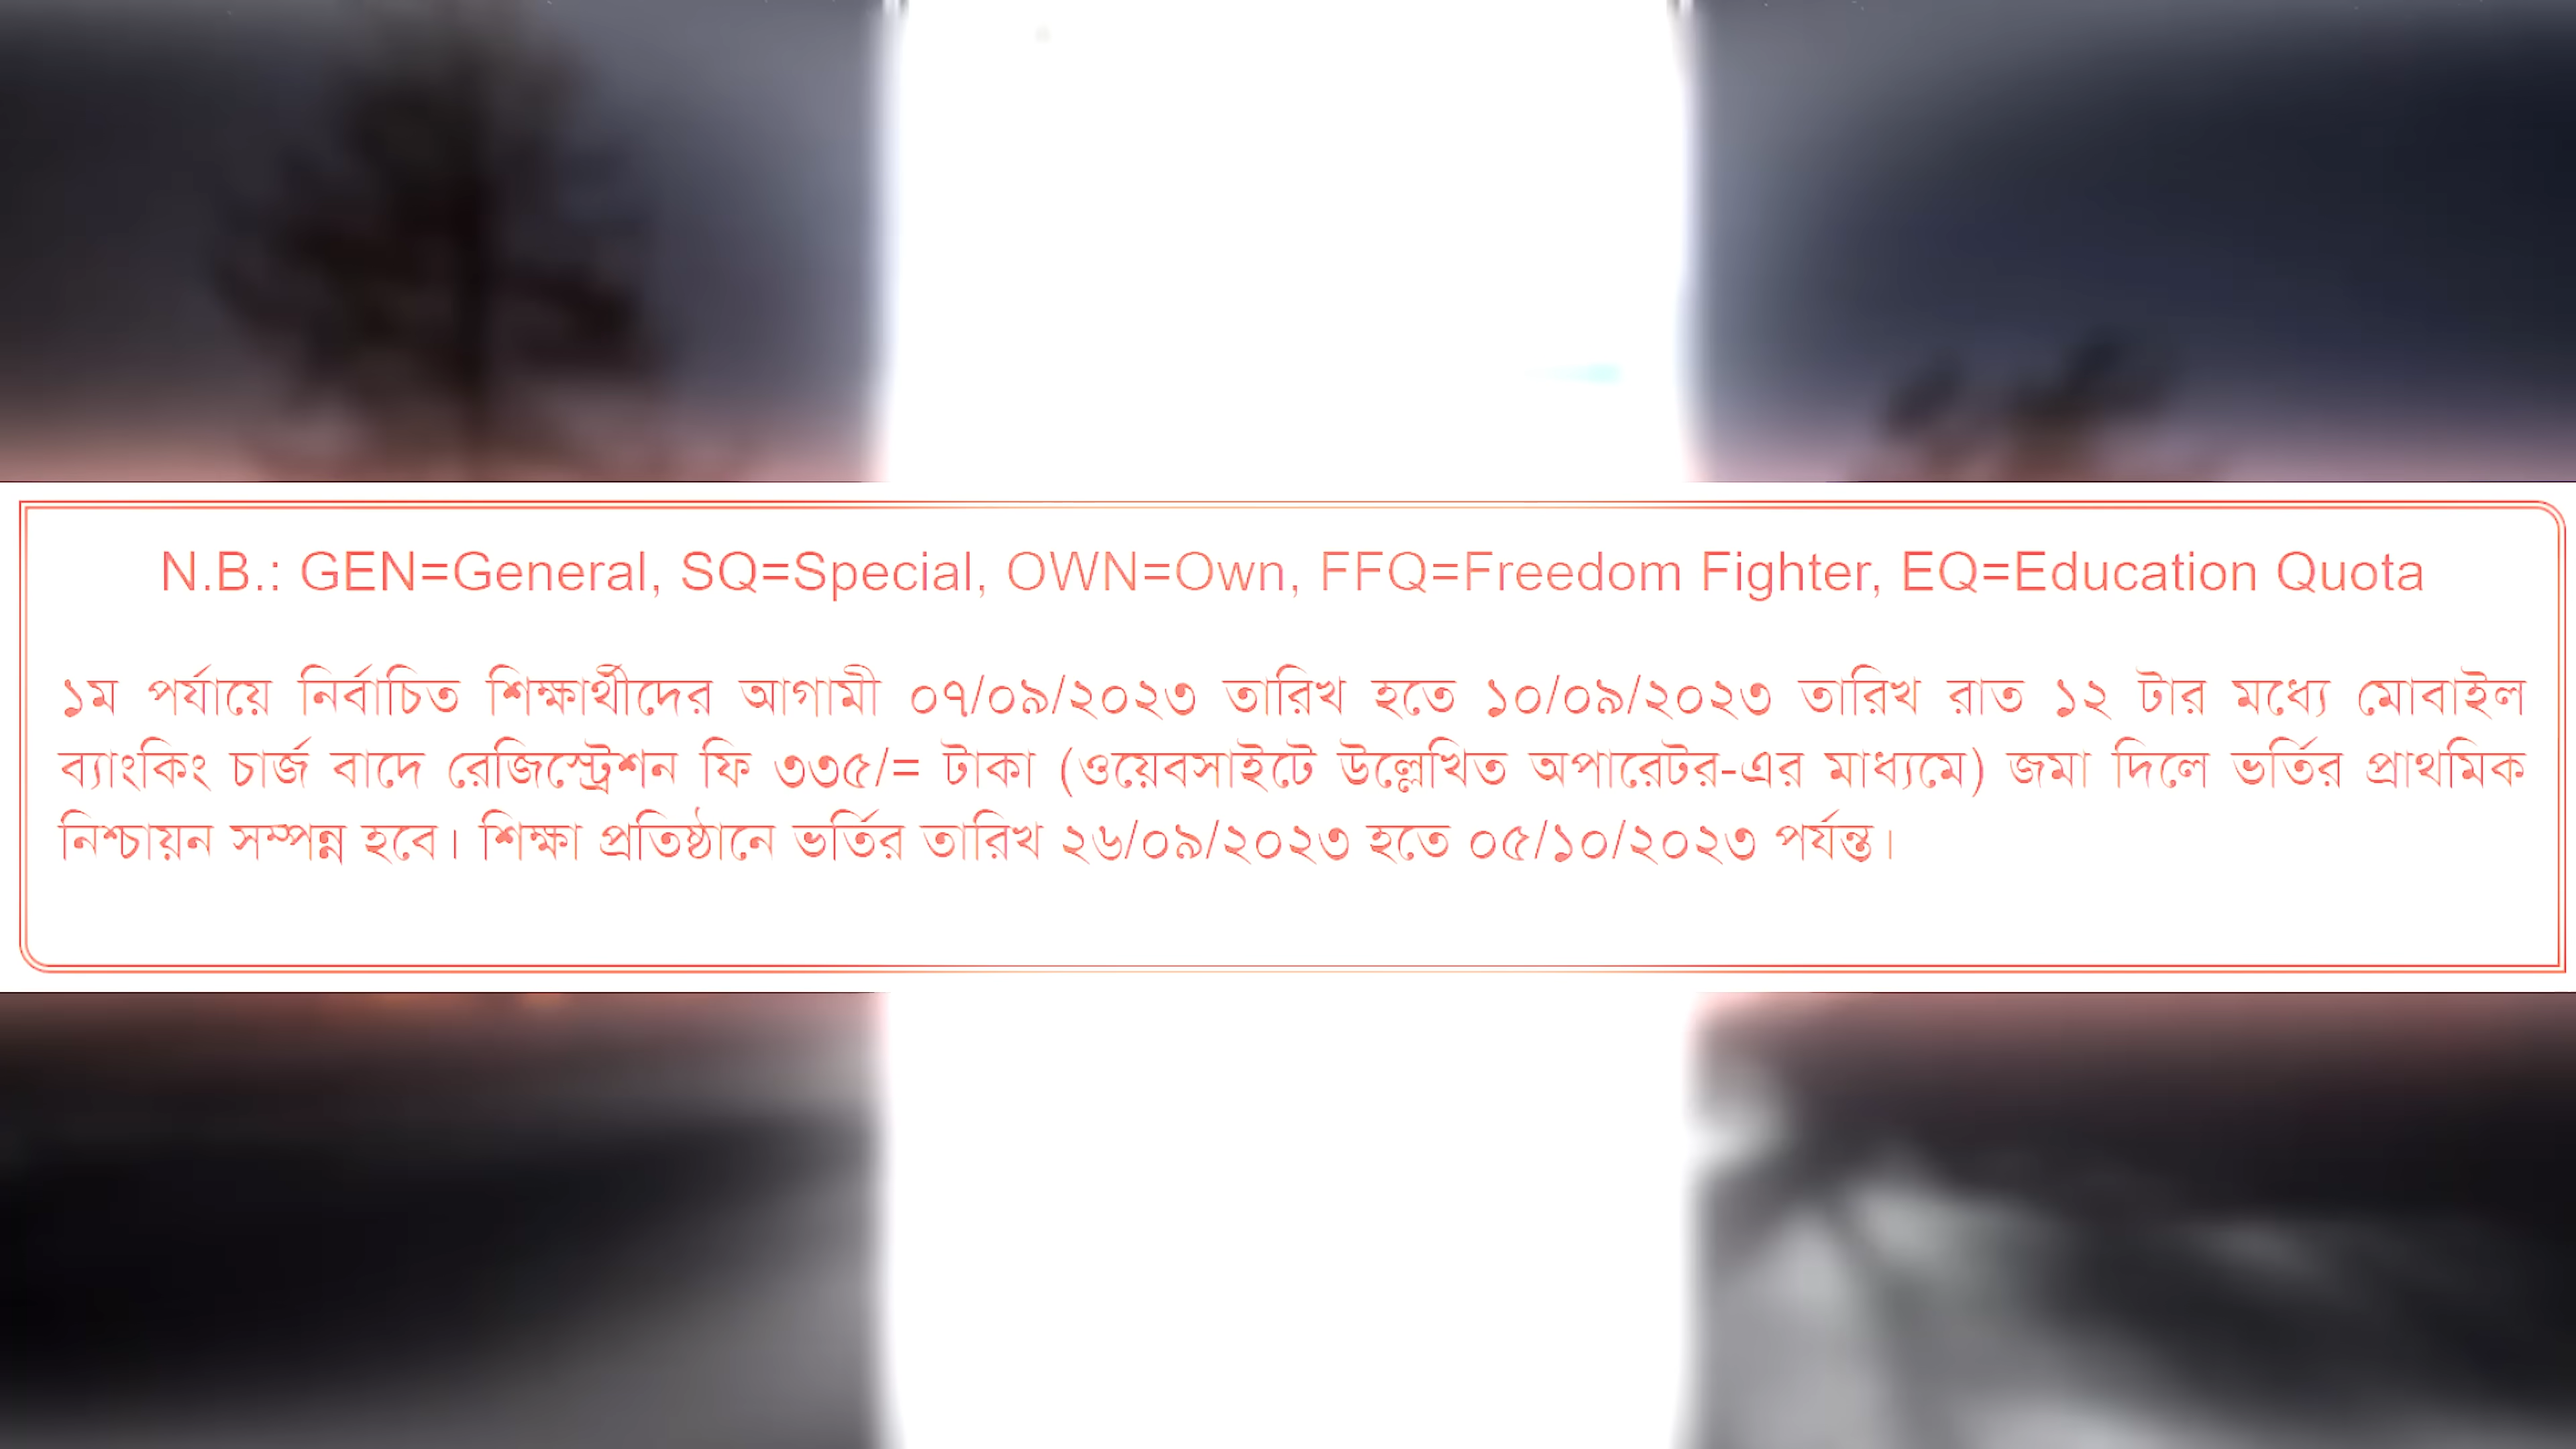 N.B.: GEN=General, SQ=Special, OWN=Own, FFQ=Freedom Fighter, EQ=Education Quota
১ম পর্যায়ে নির্বাচিত শিক্ষার্থীদের আগামী ০৭/০৯/২০২৩ তারিখ হতে ১০/০৯/২০২৩ তারিখ রাত ১২ টার মধ্যে মোবাইল
ব্যাংকিং চার্জ বাদে রেজিস্ট্রেশন ফি ৩৩৫/= টাকা (ওয়েবসাইটে উল্লেখিত অপারেটর-এর মাধ্যমে) জমা দিলে ভর্তির প্রাথমিক
নিশ্চায়ন সম্পন্ন হবে। শিক্ষা প্রতিষ্ঠানে ভর্তির তারিখ ২৬/০৯/২০২৩ হতে ০৫/১০/২০২৩ পর্যন্ত।